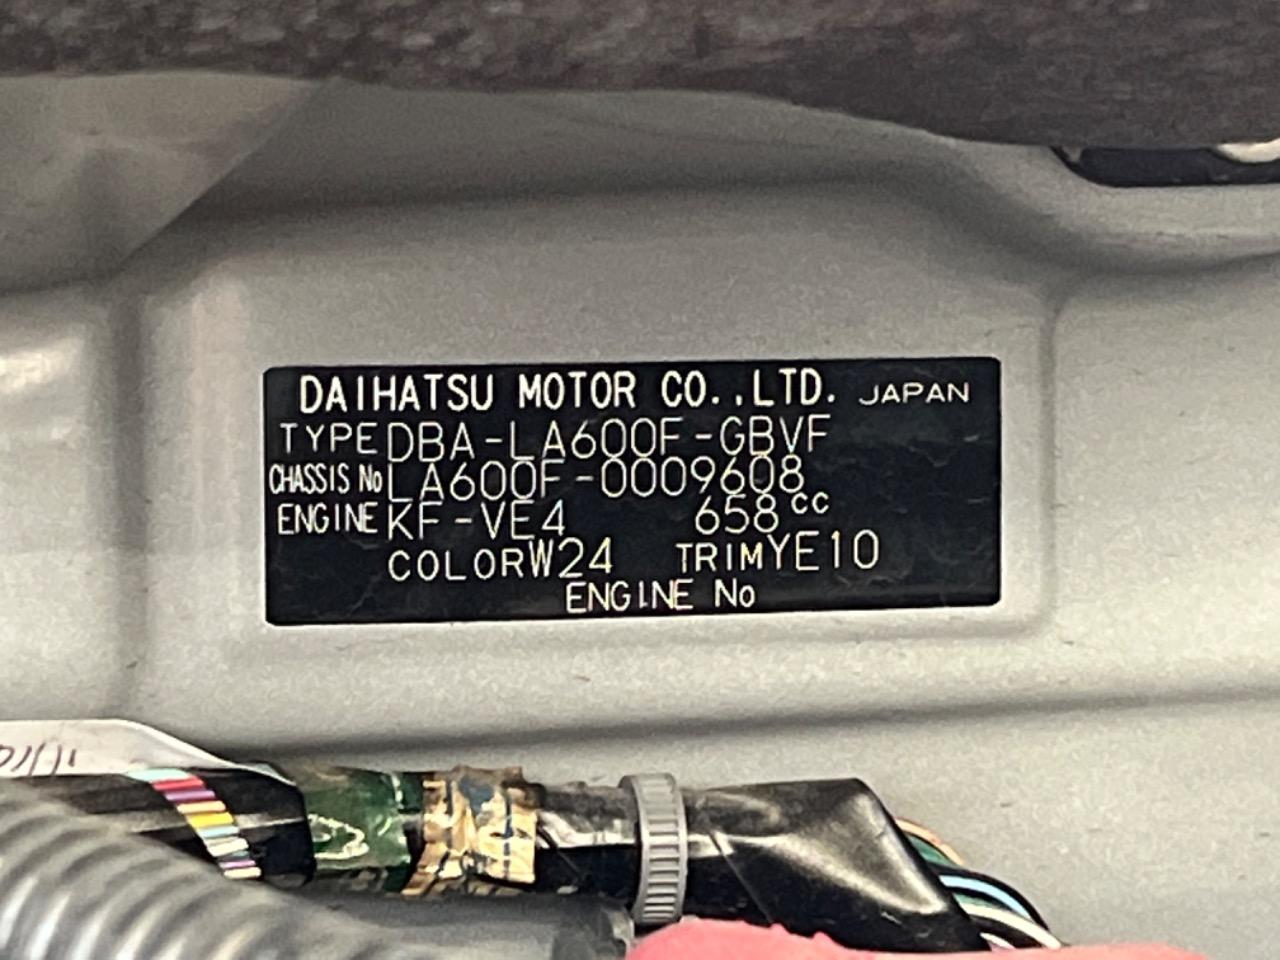 DAIHATSU MOTOR CO.,LTD. JAPAN
TYPE DBA-LA600F-GBVF
CHASSIS No LA600F-0009608
ENGINE KF-VE4 658cc
COLOR W24 TRIM YE10
ENGINE No